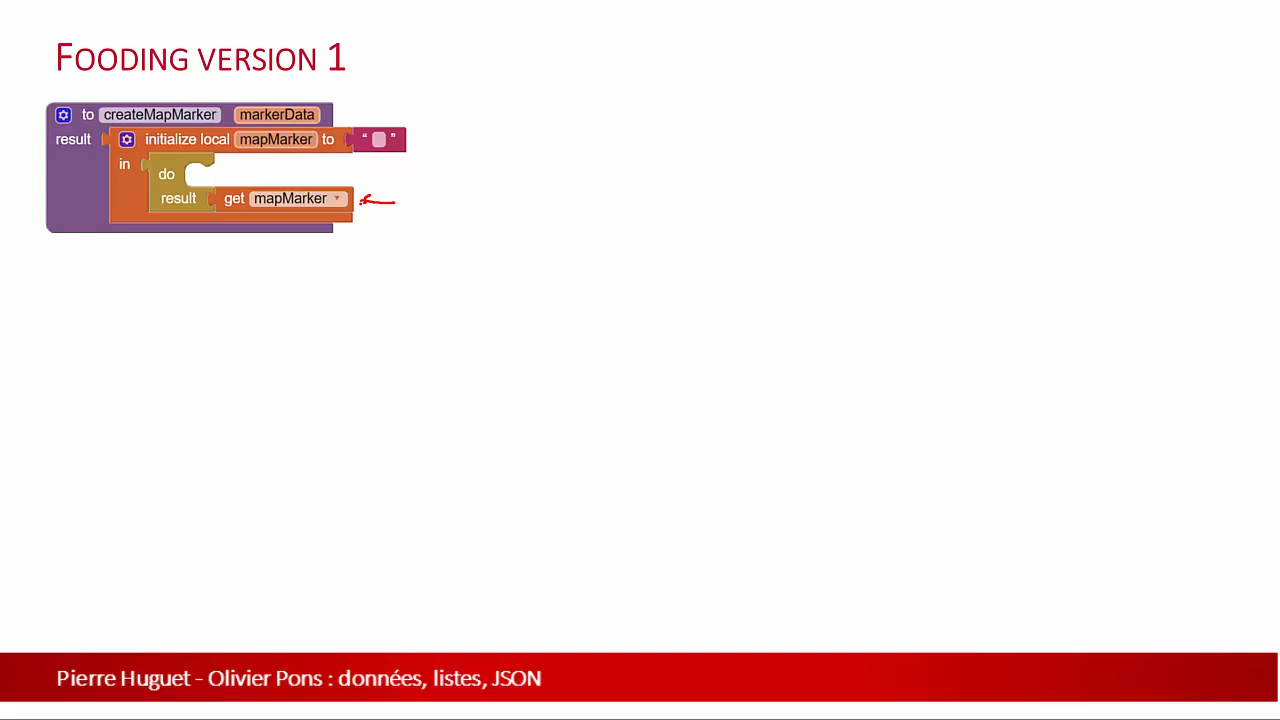 FOODING VERSION 1
to createMapMarker markerData
result initialize local mapMarker to " "
in
do
result get mapMarker
Pierre Huguet - Olivier Pons : données, listes, JSON